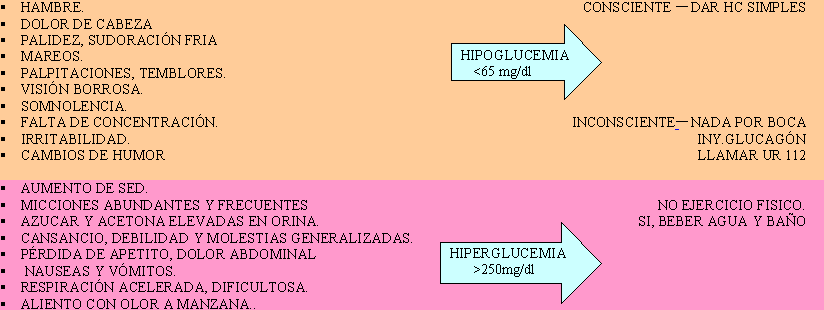 ▪ HAMBRE.
▪ DOLOR DE CABEZA
▪ PALIDEZ, SUDORACIÓN FRIA
▪ MAREOS.
▪ PALPITACIONES, TEMBLORES.
▪ VISIÓN BORROSA.
▪ SOMNOLENCIA.
▪ FALTA DE CONCENTRACIÓN.
▪ IRRITABILIDAD.
▪ CAMBIOS DE HUMOR
HIPOGLUCEMIA
<65 mg/dl
CONSCIENTE —DAR HC SIMPLES
INCONSCIENTE—NADA POR BOCA
INY.GLUCAGÓN
LLAMAR UR 112
▪ AUMENTO DE SED.
▪ MICCIONES ABUNDANTES Y FRECUENTES
▪ AZUCAR Y ACETONA ELEVADAS EN ORINA.
▪ CANSANCIO, DEBILIDAD Y MOLESTIAS GENERALIZADAS.
▪ PÉRDIDA DE APETITO, DOLOR ABDOMINAL
▪ NAUSEAS Y VÓMITOS.
▪ RESPIRACIÓN ACELERADA, DIFICULTOSA.
▪ ALIENTO CON OLOR A MANZANA..
HIPERGLUCEMIA
>250mg/dl
NO EJERCICIO FISICO.
SI, BEBER AGUA Y BAÑO